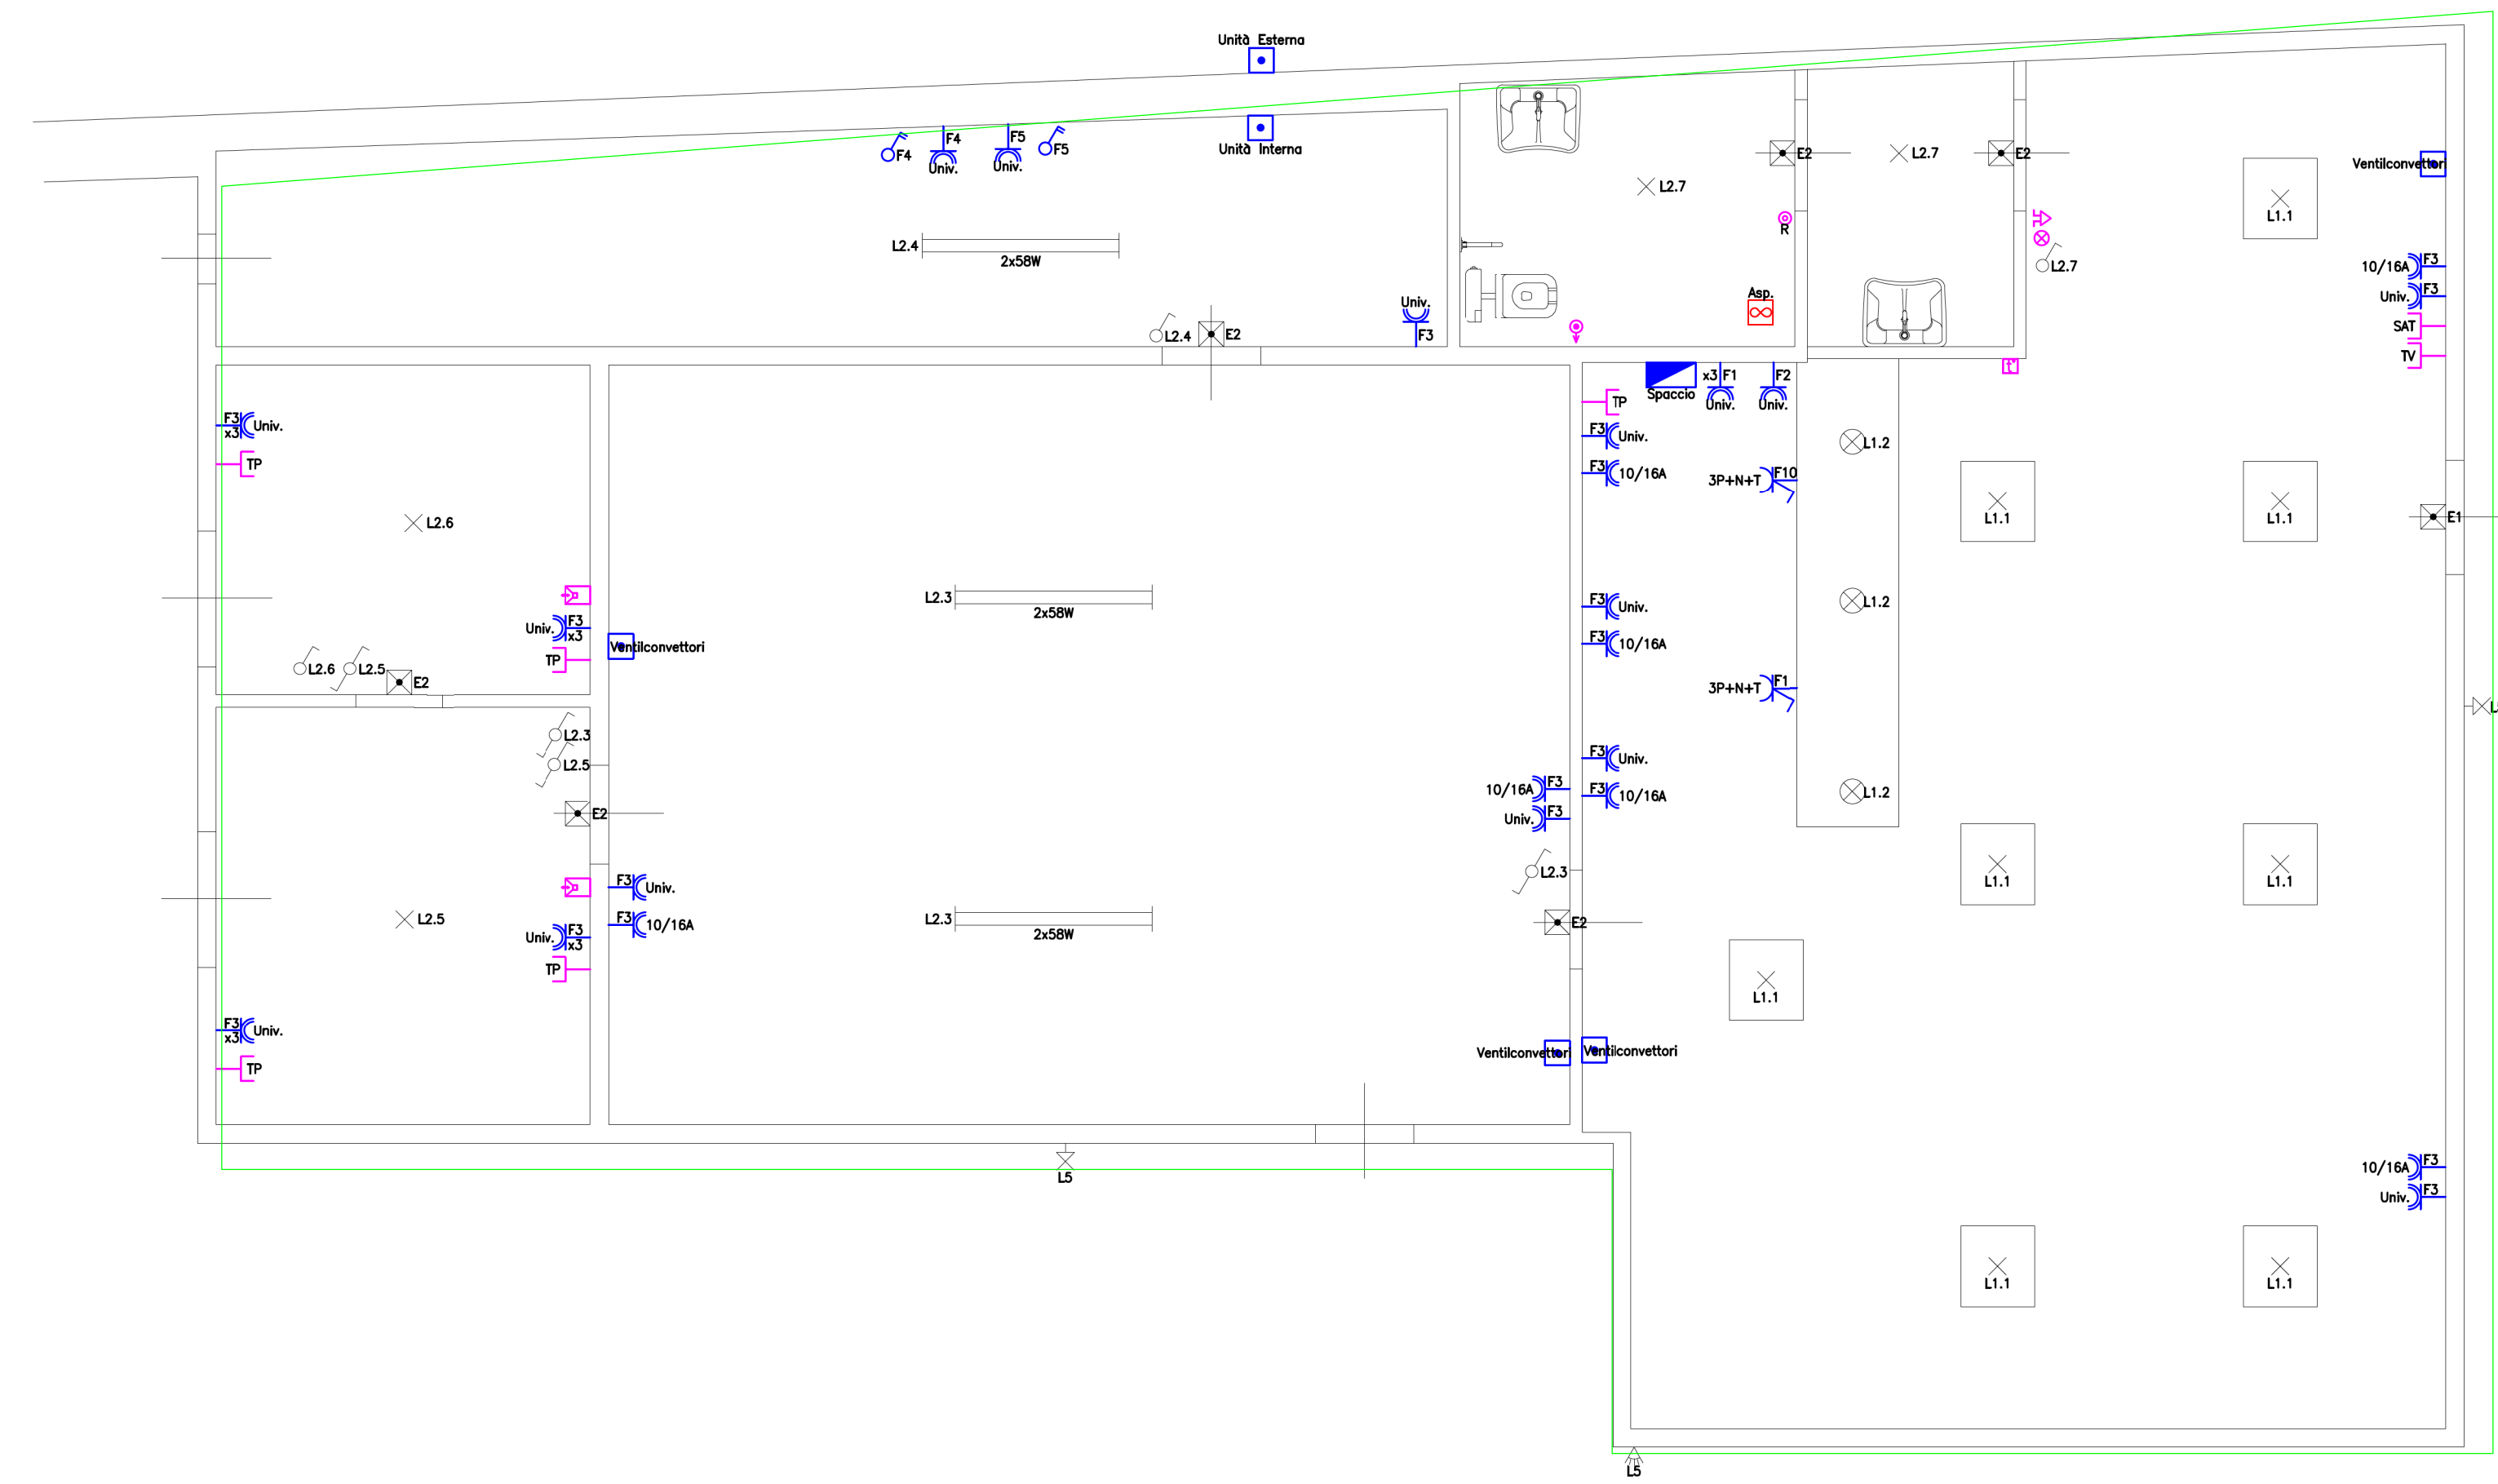 Unità Esterna
F4
F5
F4
Univ.
Univ.
F5
Unità Interna
E2
L2.7
E2
Ventilconvettori
L2.7
L1.1
R
L2.4
2x58W
10/16A
F3
L2.7
Univ.
F3
Asp.
Univ.
F3
L2.4
E2
SAT
TV
t°
x3
F1
F2
Spaccio
Univ.
Univ.
TP
F3
x3
Univ.
TP
F3
Univ.
F3
10/16A
L1.2
3P+N+T
F10
L2.6
L1.1
L1.1
E1
L2.3
2x58W
F3
Univ.
L1.2
Univ.
F3
x3
F3
10/16A
Ventilconvettori
TP
L2.6
L2.5
E2
3P+N+T
F1
L2.3
L2.5
F3
Univ.
F3
10/16A
L1.2
10/16A
F3
Univ.
F3
E2
L2.3
L1.1
L1.1
F3
Univ.
F3
10/16A
L2.5
L2.3
2x58W
E2
Univ.
F3
x3
TP
L1.1
F3
x3
Univ.
TP
Ventilconvettori
Ventilconvettori
L5
10/16A
F3
Univ.
F3
L1.1
L1.1
L5